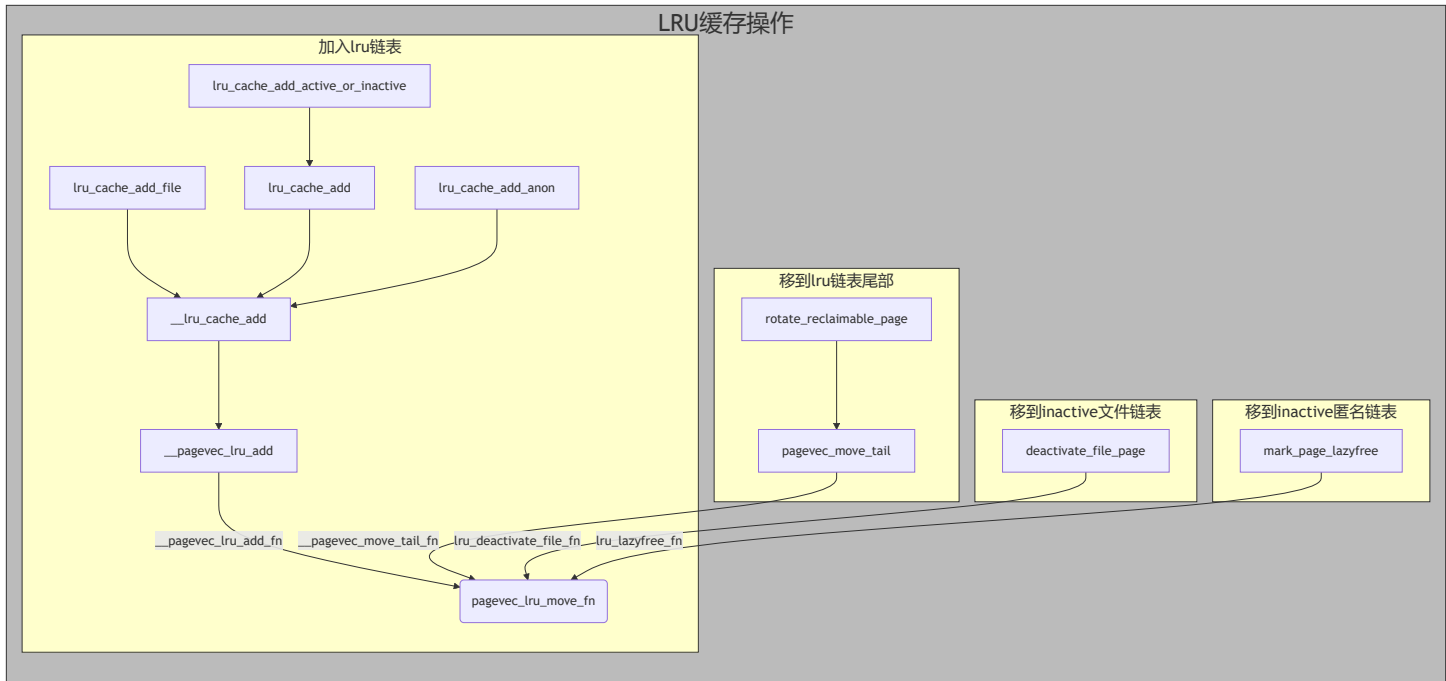 LRU缓存操作
加入lru链表
lru_cache_add_active_or_inactive
lru_cache_add_file
lru_cache_add
lru_cache_add_anon
__lru_cache_add
__pagevec_lru_add
移到lru链表尾部
rotate_reclaimable_page
pagevec_move_tail
移到inactive文件链表
deactivate_file_page
移到inactive匿名链表
mark_page_lazyfree
__pagevec_lru_add_fn
__pagevec_move_tail_fn
lru_deactivate_file_fn
lru_lazyfree_fn
pagevec_lru_move_fn